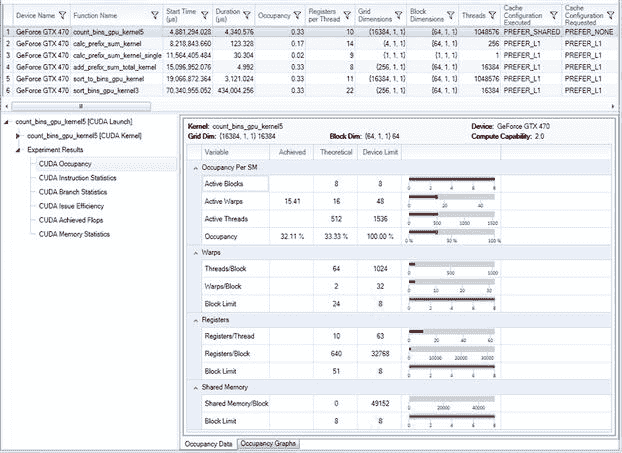 Device Name Function Name Start Time (µs) Duration (µs) Occupancy Registers per Thread Grid Dimensions Block Dimensions Threads Cache Configuration Executed Cache Configuration Requested
1 GeForce GTX 470 count_bins_gpu_kernel5 4,881,294.028 4,340.576 0.33 10 {16384, 1, 1} {64, 1, 1} 1048576 PREFER_SHARED PREFER_NONE
2 GeForce GTX 470 calc_prefix_sum_kernel 8,218,843.660 123.328 0.17 14 {4, 1, 1} {64, 1, 1} 256 PREFER_L1 PREFER_L1
3 GeForce GTX 470 calc_prefix_sum_kernel_single 11,564,405.484 30.304 0.02 9 {1, 1, 1} {1, 1, 1} 1 PREFER_L1 PREFER_L1
4 GeForce GTX 470 add_prefix_sum_total_kernel 15,096,952.076 4.992 0.33 8 {256, 1, 1} {64, 1, 1} 16384 PREFER_L1 PREFER_L1
5 GeForce GTX 470 sort_to_bins_gpu_kernel 19,066,872.364 3,121.024 0.33 11 {16384, 1, 1} {64, 1, 1} 1048576 PREFER_L1 PREFER_L1
6 GeForce GTX 470 sort_bins_gpu_kernel3 70,340,955.052 434,004.256 0.33 22 {256, 1, 1} {64, 1, 1} 16384 PREFER_L1 PREFER_L1
count_bins_gpu_kernel5 [CUDA Launch]
count_bins_gpu_kernel5 [CUDA Kernel]
Experiment Results
CUDA Occupancy
CUDA Instruction Statistics
CUDA Branch Statistics
CUDA Issue Efficiency
CUDA Achieved Flops
CUDA Memory Statistics
Kernel: count_bins_gpu_kernel5 Device: GeForce GTX 470
Grid Dim: {16384, 1, 1} 16384 Block Dim: {64, 1, 1} 64 Compute Capability: 2.0
Variable Achieved Theoretical Device Limit
Occupancy Per SM
Active Blocks 8 8
0 2 4 6 8
Active Warps 15.41 16 48
0 20 40
Active Threads 512 1536
0 500 1000 1500
Occupancy 32.11 % 33.33 % 100.00 %
0 % 50 % 100 %
Warps
Threads/Block 64 1024
0 500 1000
Warps/Block 2 32
0 10 20 30
Block Limit 24 8
0 2 4 6 8
Registers
Registers/Thread 10 63
0 20 40 60
Registers/Block 640 32768
0 10000 20000 30000
Block Limit 51 8
0 2 4 6 8
Shared Memory
Shared Memory/Block 0 49152
0 20000 40000
Block Limit 8 8
0 2 4 6 8
Occupancy Data Occupancy Graphs